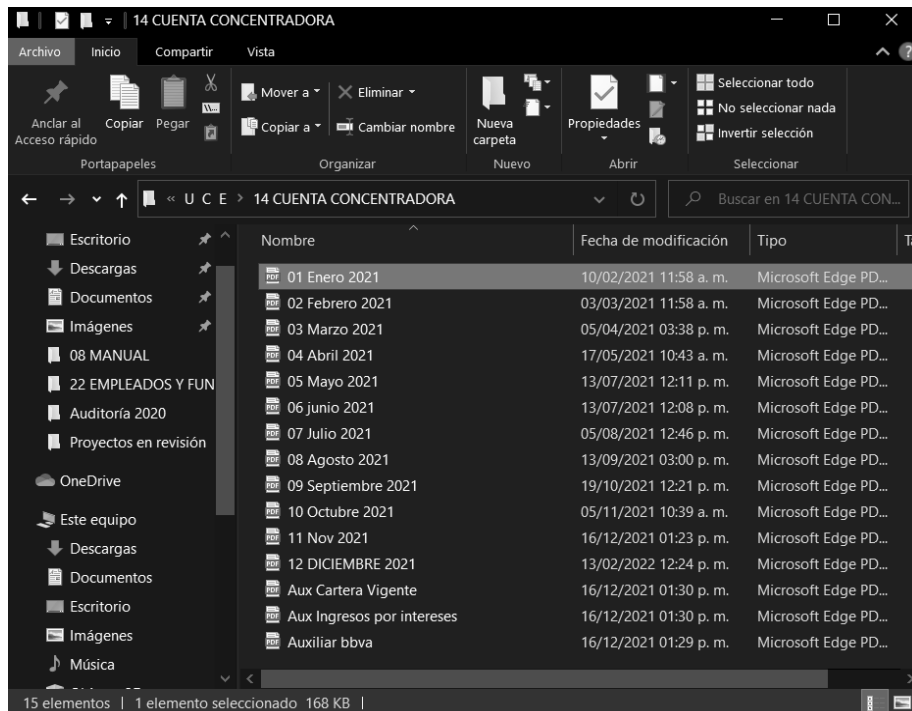 14 CUENTA CONCENTRADORA
Archivo Inicio Compartir Vista
Anclar al Acceso rápido
Copiar
Pegar
Portapapeles
Mover a
Copiar a
Eliminar
Cambiar nombre
Organizar
Nueva carpeta
Nuevo
Propiedades
Abrir
Seleccionar todo
No seleccionar nada
Invertir selección
Seleccionar
« U C E > 14 CUENTA CONCENTRADORA
Buscar en 14 CUENTA CON...
Escritorio
Descargas
Documentos
Imágenes
08 MANUAL
22 EMPLEADOS Y FUN
Auditoría 2020
Proyectos en revisión
OneDrive
Este equipo
Descargas
Documentos
Escritorio
Imágenes
Música
Nombre Fecha de modificación Tipo
01 Enero 2021 10/02/2021 11:58 a. m. Microsoft Edge PD...
02 Febrero 2021 03/03/2021 11:58 a. m. Microsoft Edge PD...
03 Marzo 2021 05/04/2021 03:38 p. m. Microsoft Edge PD...
04 Abril 2021 17/05/2021 10:43 a. m. Microsoft Edge PD...
05 Mayo 2021 13/07/2021 12:11 p. m. Microsoft Edge PD...
06 junio 2021 13/07/2021 12:08 p. m. Microsoft Edge PD...
07 Julio 2021 05/08/2021 12:46 p. m. Microsoft Edge PD...
08 Agosto 2021 13/09/2021 03:00 p. m. Microsoft Edge PD...
09 Septiembre 2021 19/10/2021 12:21 p. m. Microsoft Edge PD...
10 Octubre 2021 05/11/2021 10:39 a. m. Microsoft Edge PD...
11 Nov 2021 16/12/2021 01:23 p. m. Microsoft Edge PD...
12 DICIEMBRE 2021 13/02/2022 12:24 p. m. Microsoft Edge PD...
Aux Cartera Vigente 16/12/2021 01:30 p. m. Microsoft Edge PD...
Aux Ingresos por intereses 16/12/2021 01:30 p. m. Microsoft Edge PD...
Auxiliar bbva 16/12/2021 01:29 p. m. Microsoft Edge PD...
15 elementos | 1 elemento seleccionado 168 KB |